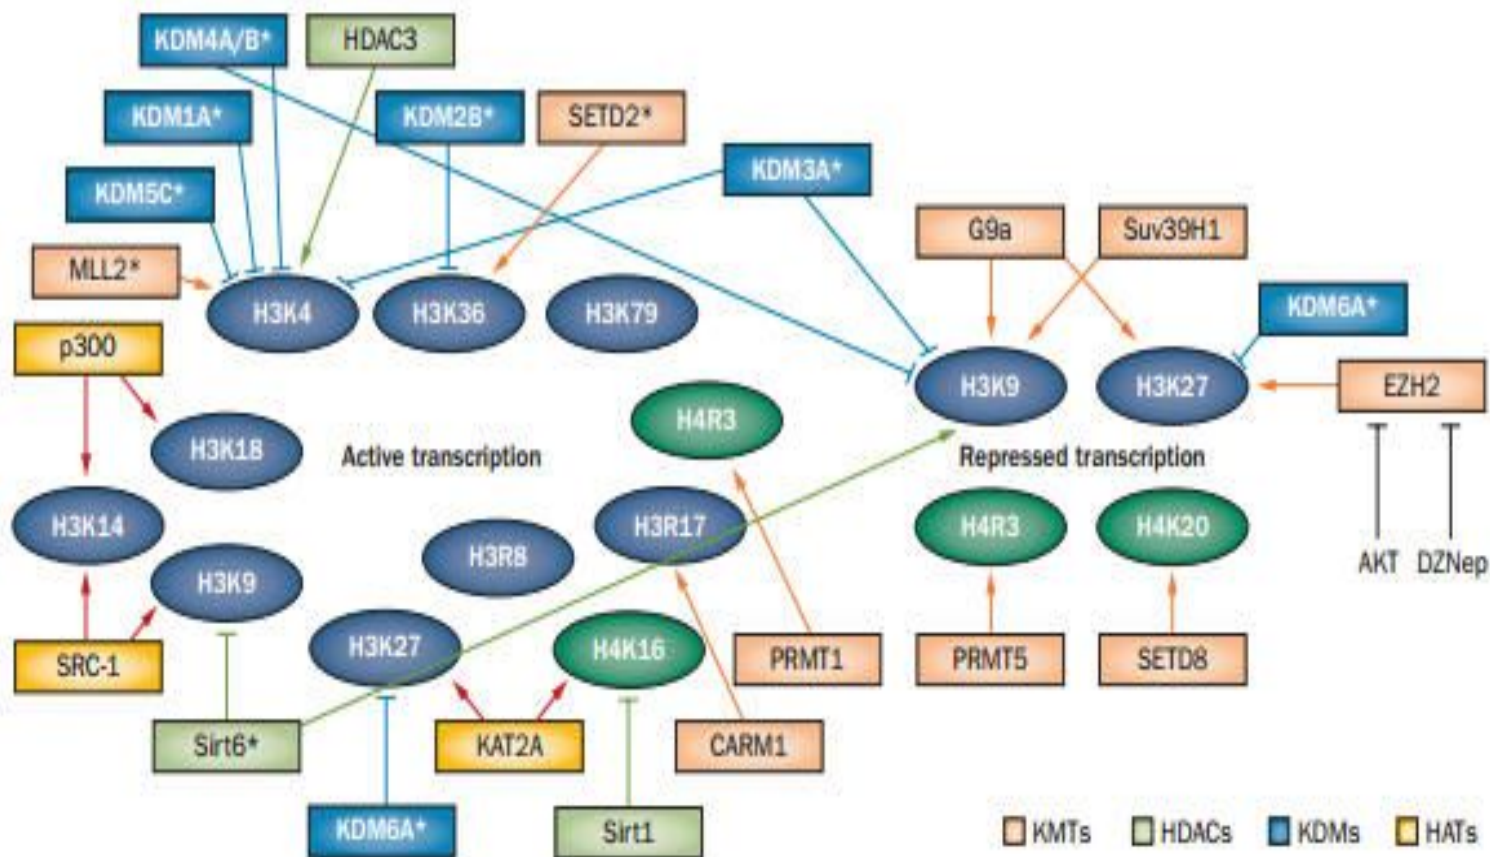 KDM4A/B*
HDAC3
KDM1A*
KDM2B*
SETD2*
KDM3A*
KDM5C*
G9a
Suv39H1
MLL2*
H3K4
H3K36
H3K79
KDM6A*
p300
H3K9
H3K27
EZH2
H3K18
Active transcription
H4R3
Repressed transcription
H3K14
H3R17
H4R3
H4K20
H3K9
H3R8
AKT
DZNep
SRC-1
H3K27
H4K16
PRMT1
PRMT5
SETD8
Sirt6*
KAT2A
CARM1
KDM6A*
Sirt1
KMTs
HDACs
KDMs
HATs